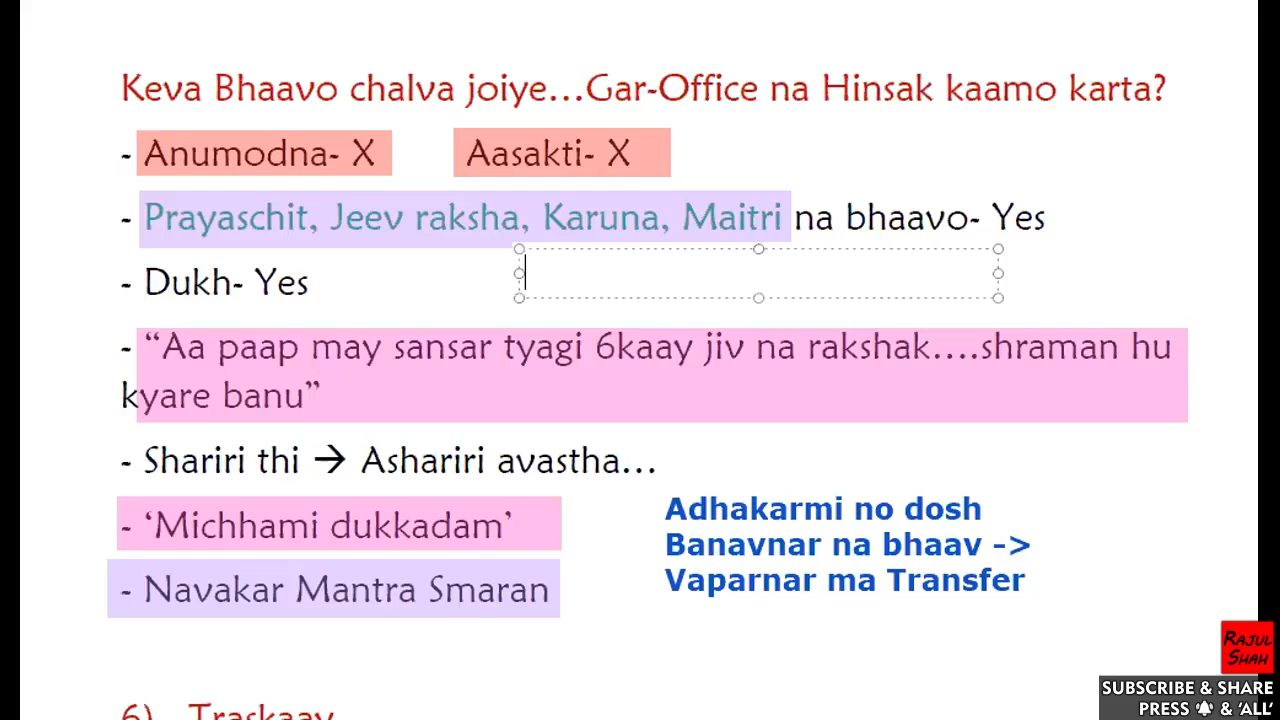 Keva Bhaavo chalva joiye...Gar-Office na Hinsak kaamo karta?
- Anumodna- X Aasakti- X
- Prayaschit, Jeev raksha, Karuna, Maitri na bhaavo- Yes
- Dukh- Yes
- “Aa paap may sansar tyagi 6kaay jiv na rakshak....shraman hu
kyare banu”
- Shariri thi → Ashariri avastha...
- ‘Michhami dukkadam’
- Navakar Mantra Smaran
Adhakarmi no dosh
Banavnar na bhaav ->
Vaparnar ma Transfer
6) Traskaay
RAJUL
SHAH
SUBSCRIBE & SHARE
PRESS 🔔 & ‘ALL’